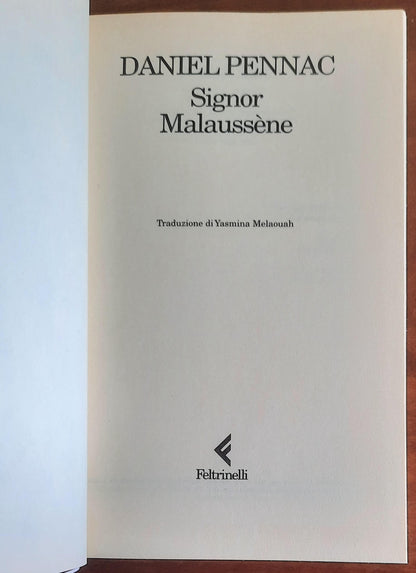 DANIEL PENNAC
Signor
Malaussène
Traduzione di Yasmina Melaouah
Feltrinelli